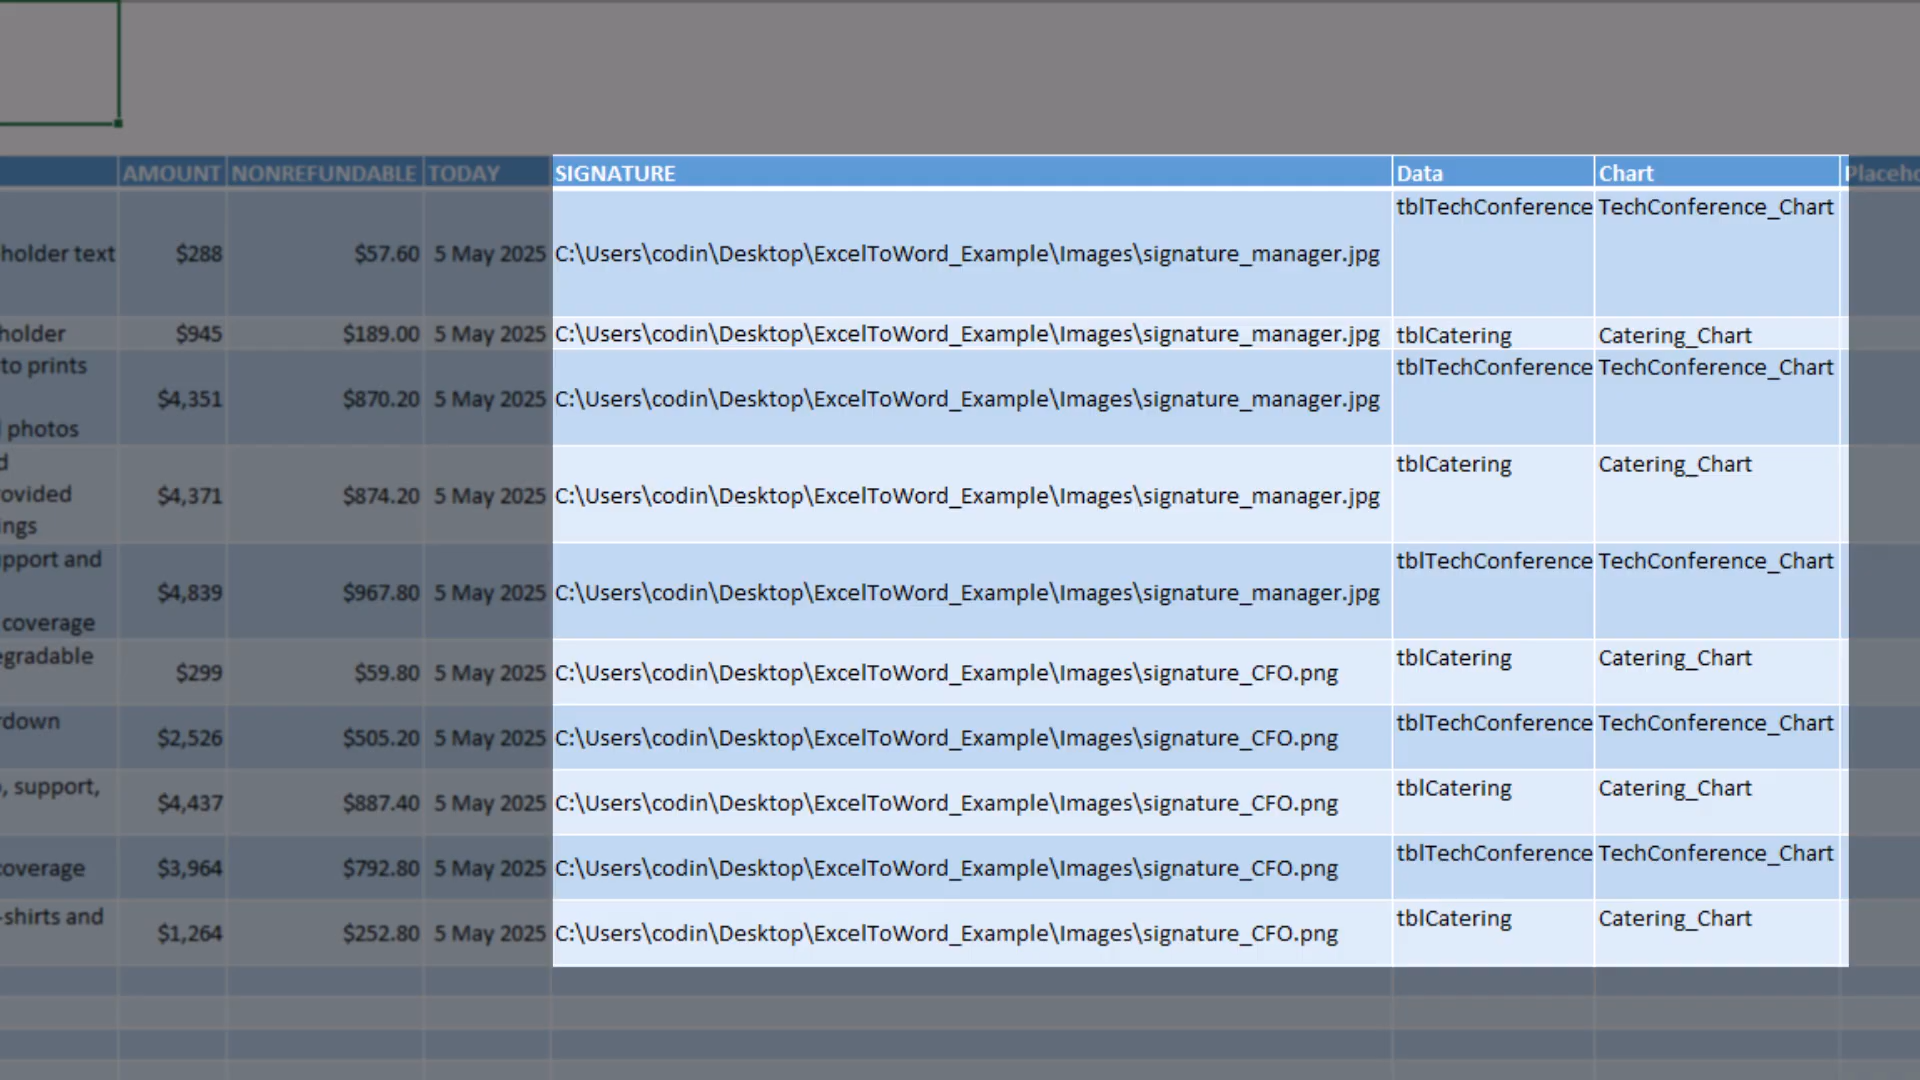 AMOUNT NONREFUNDABLE TODAY SIGNATURE Data Chart Placeho
holder text $288 $57.60 5 May 2025 C:\Users\codin\Desktop\ExcelToWord_Example\Images\signature_manager.jpg tblTechConference TechConference_Chart
holder $945 $189.00 5 May 2025 C:\Users\codin\Desktop\ExcelToWord_Example\Images\signature_manager.jpg tblCatering Catering_Chart
to prints
photos $4,351 $870.20 5 May 2025 C:\Users\codin\Desktop\ExcelToWord_Example\Images\signature_manager.jpg tblTechConference TechConference_Chart
d
rovided
ings $4,371 $874.20 5 May 2025 C:\Users\codin\Desktop\ExcelToWord_Example\Images\signature_manager.jpg tblCatering Catering_Chart
pport and
coverage $4,839 $967.80 5 May 2025 C:\Users\codin\Desktop\ExcelToWord_Example\Images\signature_manager.jpg tblTechConference TechConference_Chart
egradable $299 $59.80 5 May 2025 C:\Users\codin\Desktop\ExcelToWord_Example\Images\signature_CFO.png tblCatering Catering_Chart
rdown $2,526 $505.20 5 May 2025 C:\Users\codin\Desktop\ExcelToWord_Example\Images\signature_CFO.png tblTechConference TechConference_Chart
, support, $4,437 $887.40 5 May 2025 C:\Users\codin\Desktop\ExcelToWord_Example\Images\signature_CFO.png tblCatering Catering_Chart
coverage $3,964 $792.80 5 May 2025 C:\Users\codin\Desktop\ExcelToWord_Example\Images\signature_CFO.png tblTechConference TechConference_Chart
-shirts and $1,264 $252.80 5 May 2025 C:\Users\codin\Desktop\ExcelToWord_Example\Images\signature_CFO.png tblCatering Catering_Chart